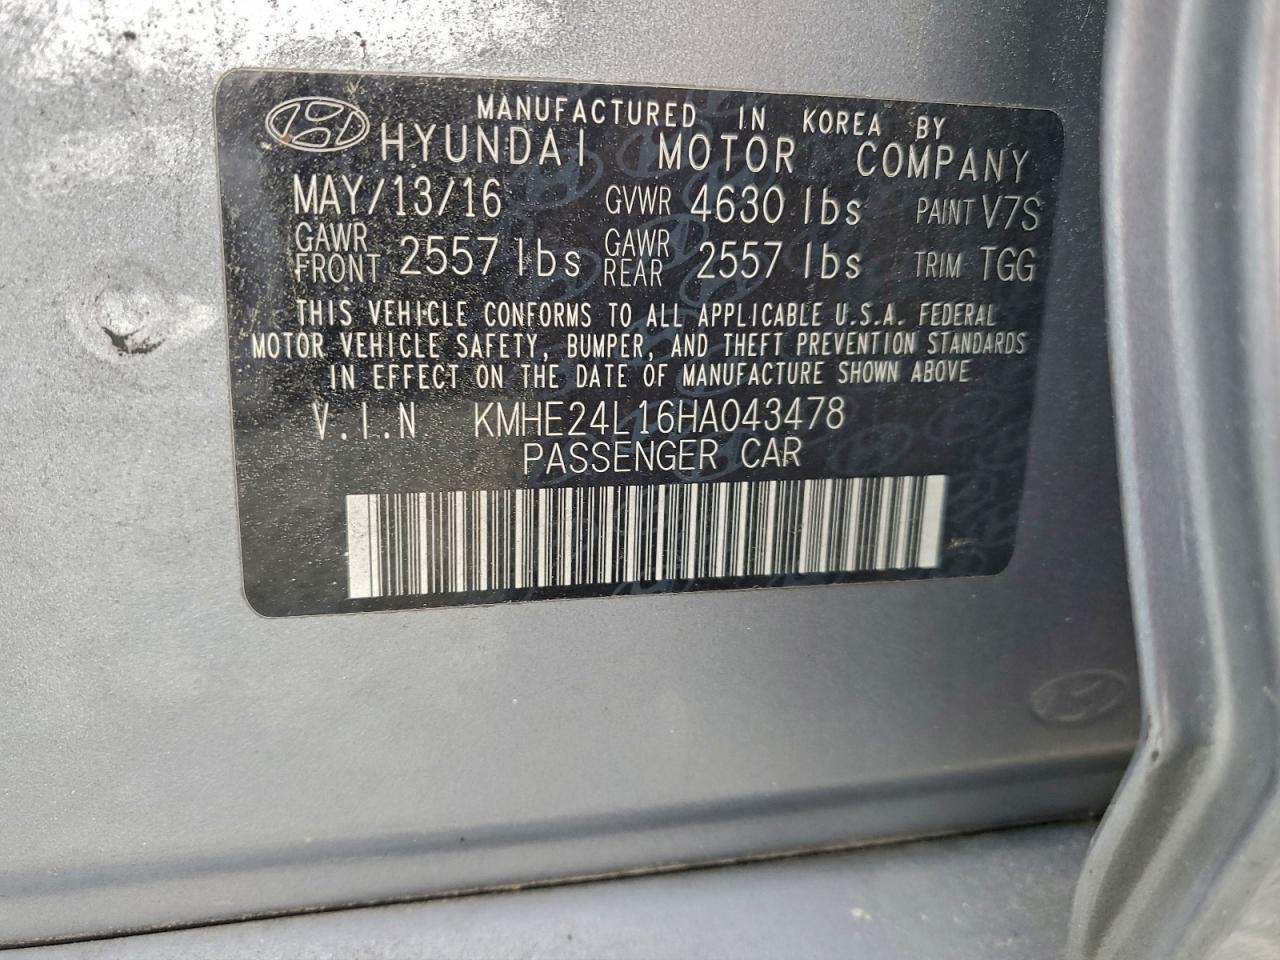 MANUFACTURED IN KOREA BY
HYUNDAI MOTOR COMPANY
MAY/13/16 GVWR 4630 lbs PAINT V7S
GAWR FRONT 2557 lbs GAWR REAR 2557 lbs TRIM TGG
THIS VEHICLE CONFORMS TO ALL APPLICABLE U.S.A. FEDERAL
MOTOR VEHICLE SAFETY, BUMPER, AND THEFT PREVENTION STANDARDS
IN EFFECT ON THE DATE OF MANUFACTURE SHOWN ABOVE
V.I.N KMHE24L16HA043478
PASSENGER CAR